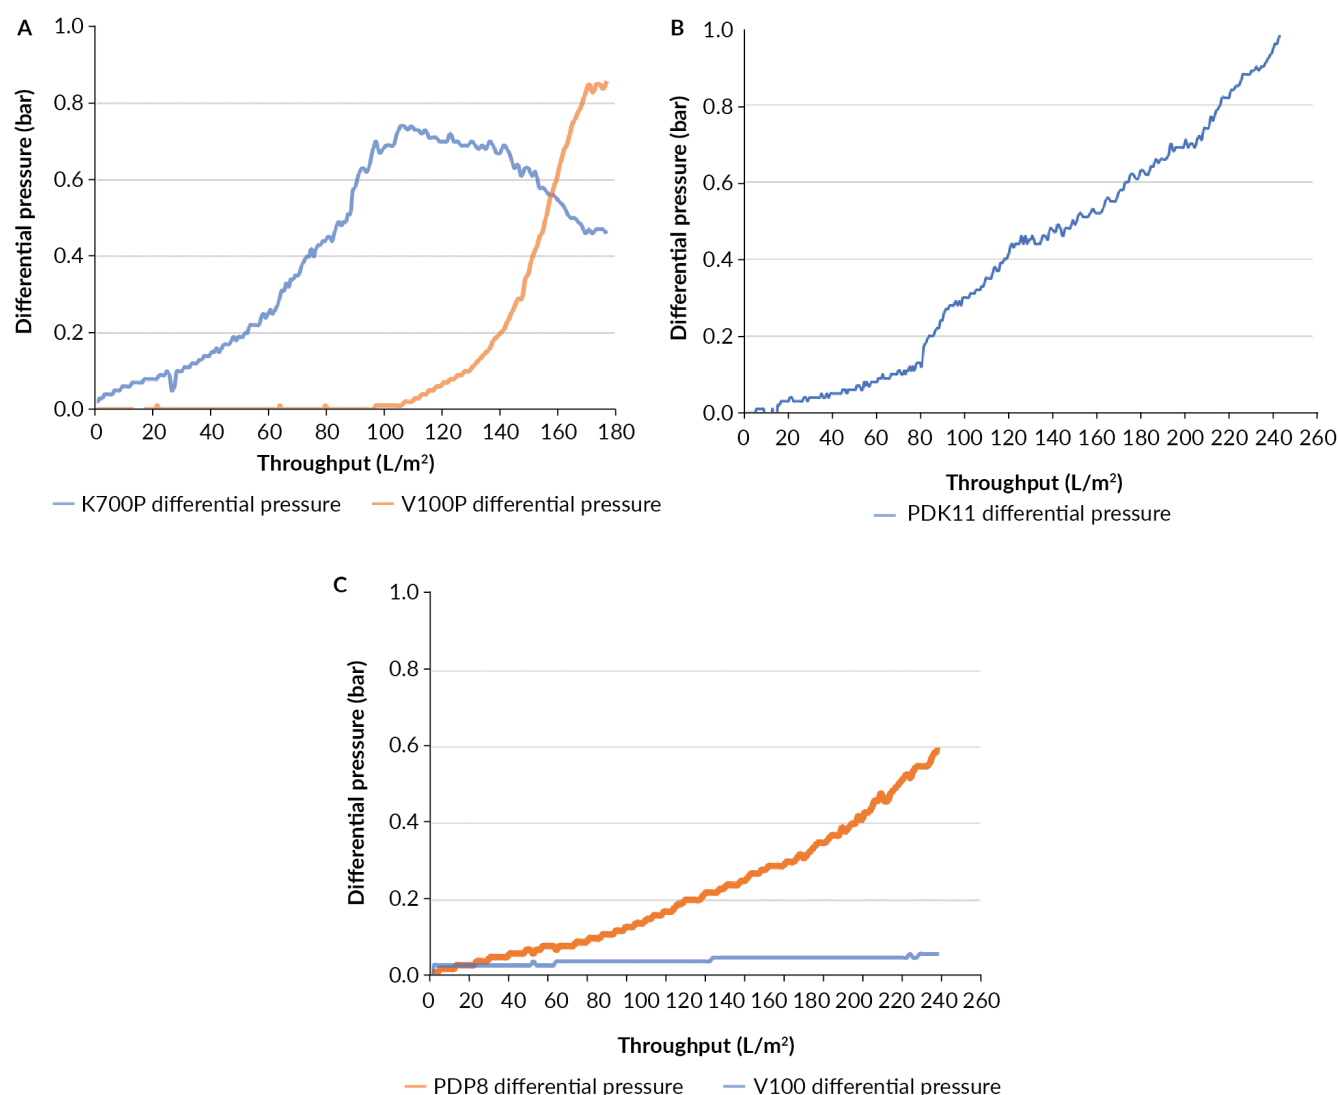 A
Differential pressure (bar)
1.0
0.8
0.6
0.4
0.2
0.0
0 20 40 60 80 100 120 140 160 180
Throughput (L/m²)
K700P differential pressure V100P differential pressure
B
Differential pressure (bar)
1.0
0.8
0.6
0.4
0.2
0.0
0 20 40 60 80 100 120 140 160 180 200 220 240 260
Throughput (L/m²)
PDK11 differential pressure
C
Differential pressure (bar)
1.0
0.8
0.6
0.4
0.2
0.0
0 20 40 60 80 100 120 140 160 180 200 220 240 260
Throughput (L/m²)
PDP8 differential pressure V100 differential pressure